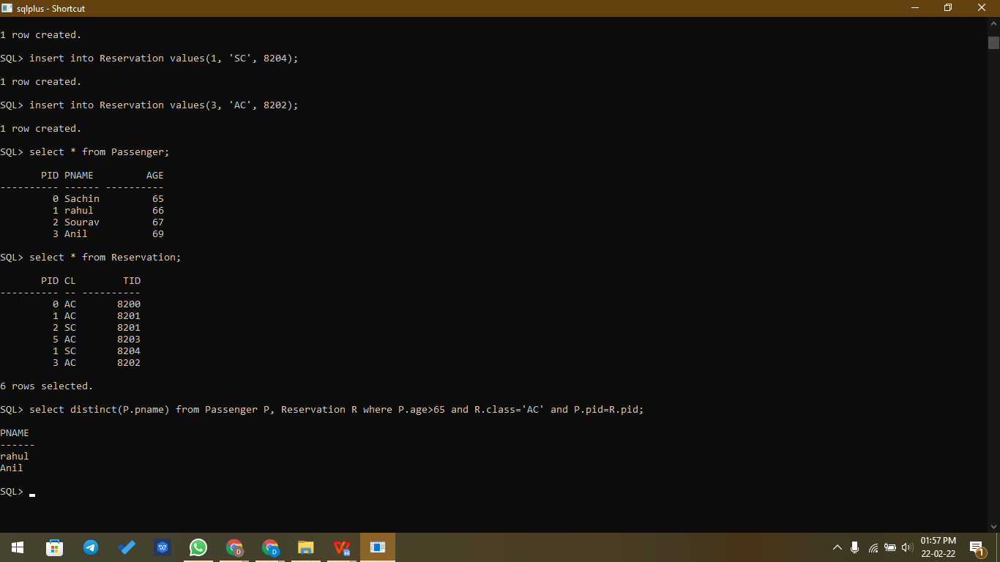 sqlplus - Shortcut
1 row created.
SQL> insert into Reservation values(1, 'SC', 8204);
1 row created.
SQL> insert into Reservation values(3, 'AC', 8202);
1 row created.
SQL> select * from Passenger;
       PID PNAME         AGE
---------- ------ ----------
         0 Sachin         65
         1 rahul          66
         2 Sourav         67
         3 Anil           69
SQL> select * from Reservation;
       PID CL        TID
---------- -- ----------
         0 AC       8200
         1 AC       8201
         2 SC       8201
         5 AC       8203
         1 SC       8204
         3 AC       8202
6 rows selected.
SQL> select distinct(P.pname) from Passenger P, Reservation R where P.age>65 and R.class='AC' and P.pid=R.pid;
PNAME
------
rahul
Anil
SQL>
01:57 PM
22-02-22
1